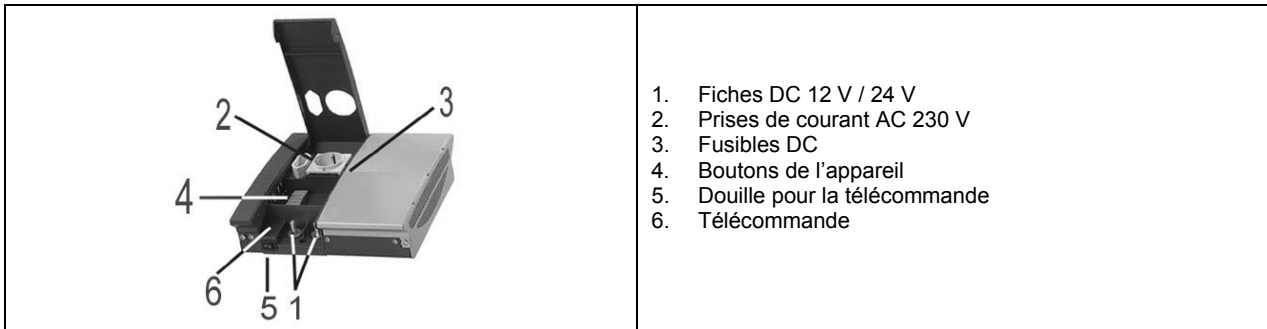 2
3
4
6
5
1
1. Fiches DC 12 V / 24 V
2. Prises de courant AC 230 V
3. Fusibles DC
4. Boutons de l’appareil
5. Douille pour la télécommande
6. Télécommande